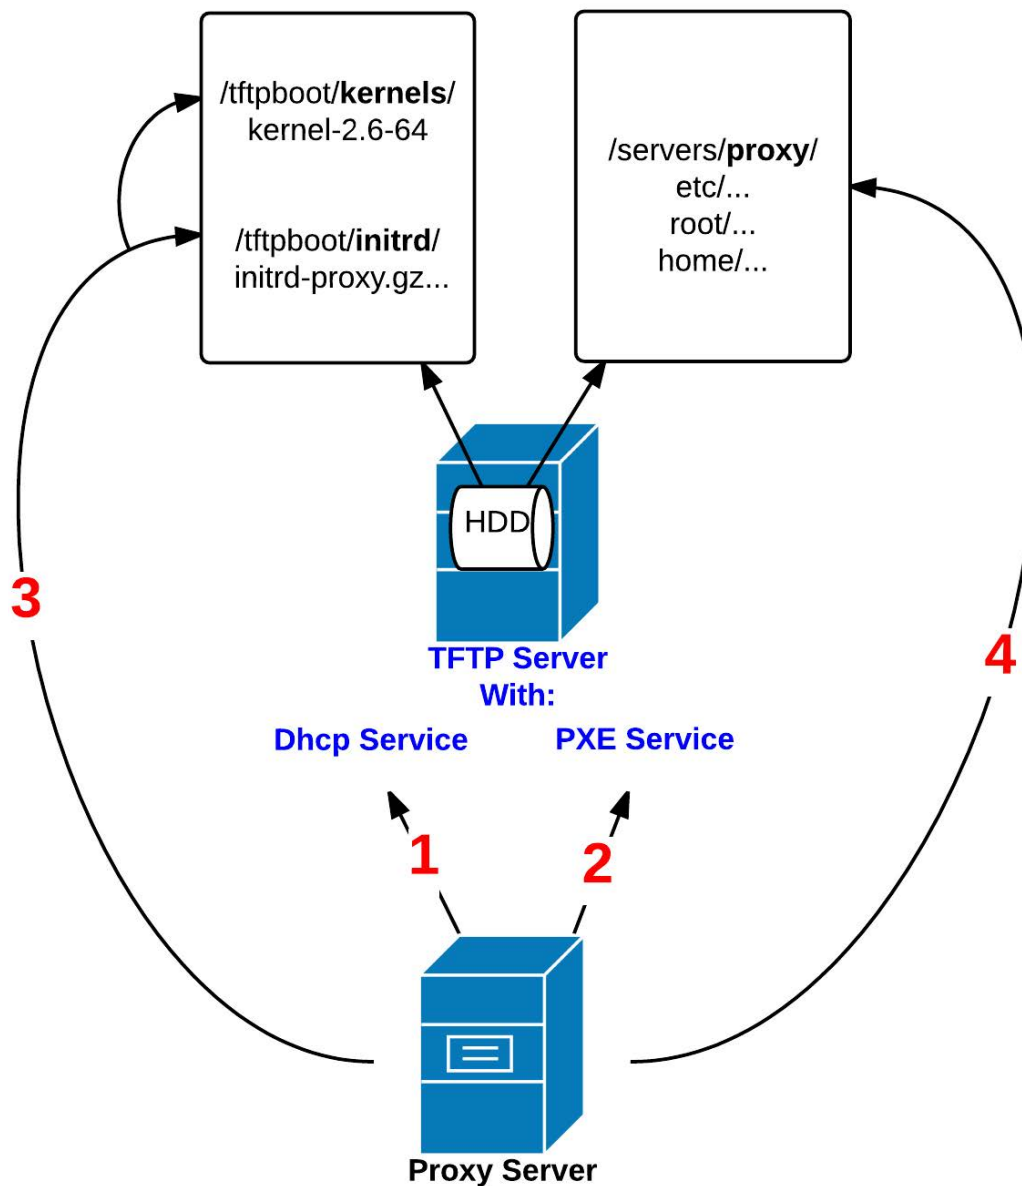 /tftpboot/kernels/
kernel-2.6-64
/tftpboot/initrd/
initrd-proxy.gz...
/servers/proxy/
etc/...
root/...
home/...
HDD
3
4
TFTP Server
With:
Dhcp Service
PXE Service
1
2
Proxy Server